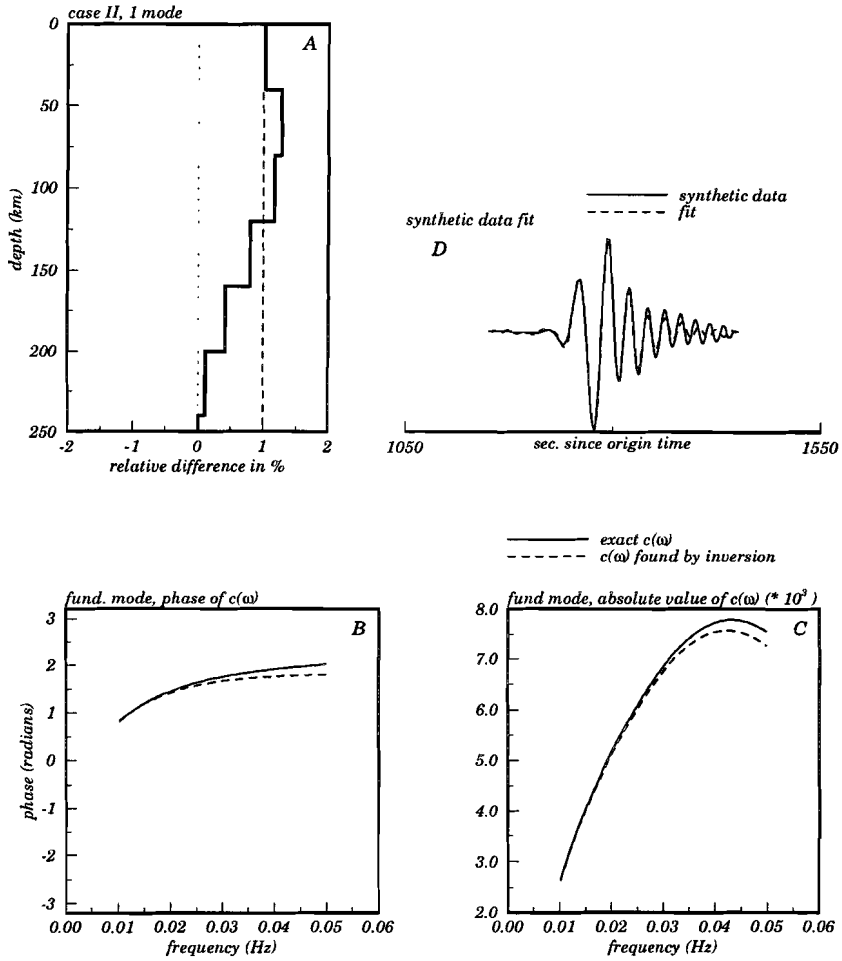 case II, 1 mode
A
0
50
100
150
200
250
depth (km)
-2
-1
0
1
2
relative difference in %
synthetic data
fit
synthetic data fit
D
1050
sec. since origin time
1550
exact c(ω)
c(ω) found by inversion
fund. mode, phase of c(ω)
B
3
2
1
0
-1
-2
-3
phase (radians)
0.00
0.01
0.02
0.03
0.04
0.05
0.06
frequency (Hz)
fund mode, absolute value of c(ω) (* 10³)
C
8.0
7.0
6.0
5.0
4.0
3.0
2.0
0.00
0.01
0.02
0.03
0.04
0.05
0.06
frequency (Hz)